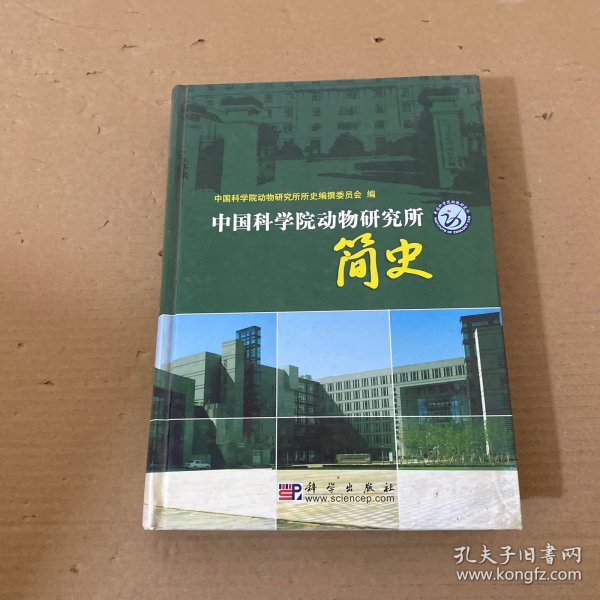 中国科学院动物研究所所史编撰委员会 编
中国科学院动物研究所
简史
科学出版社
www.sciencep.com
孔夫子旧书网
www.kongfz.com